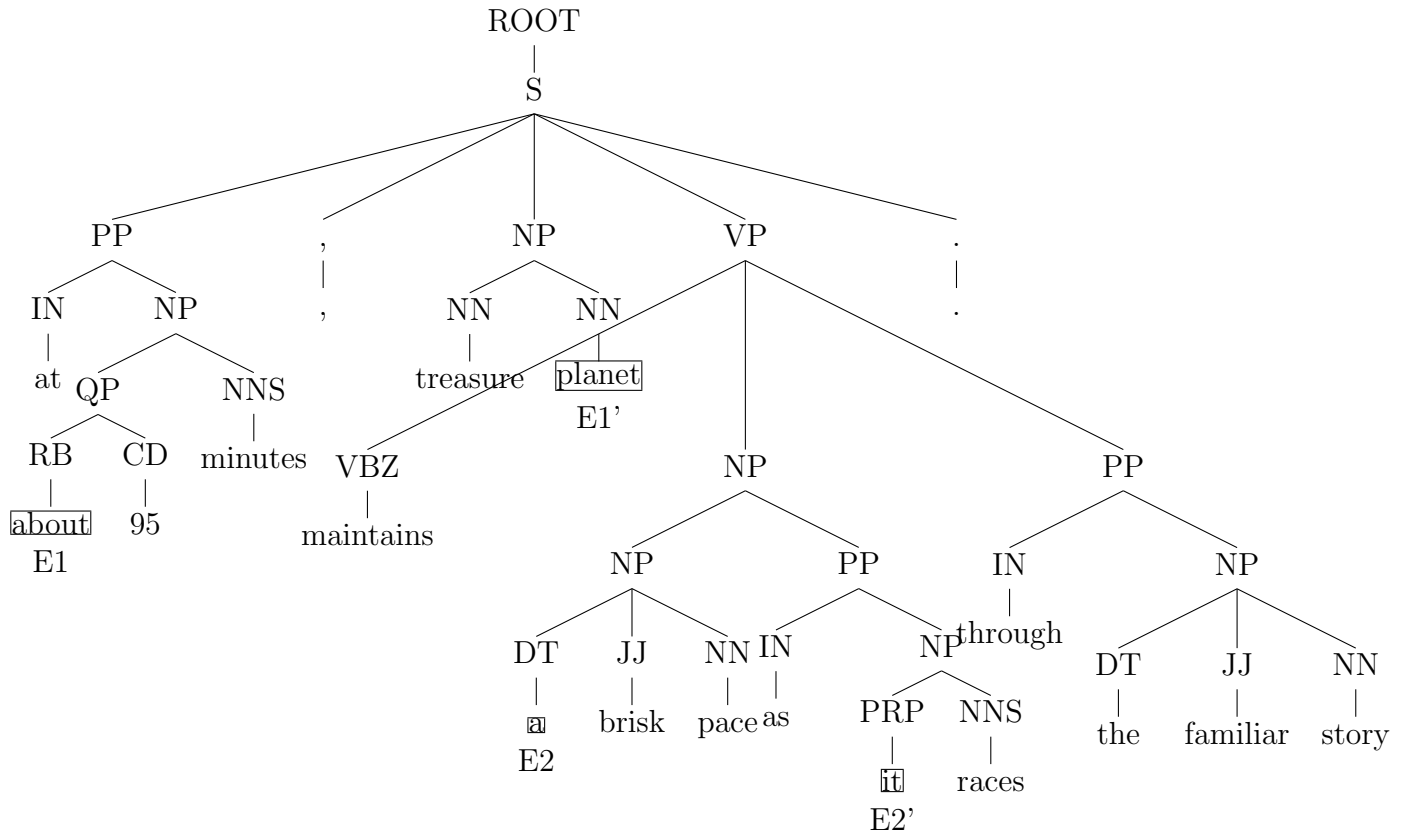 ROOT
S
PP , NP VP .
IN NP , NN NN .
at QP NNS treasure planet
E1'
RB CD minutes VBZ NP PP
about 95 maintains
E1 NP PP IN NP
through
DT JJ NN IN NP DT JJ NN
a brisk pace as PRP NNS the familiar story
E2 it races
E2'